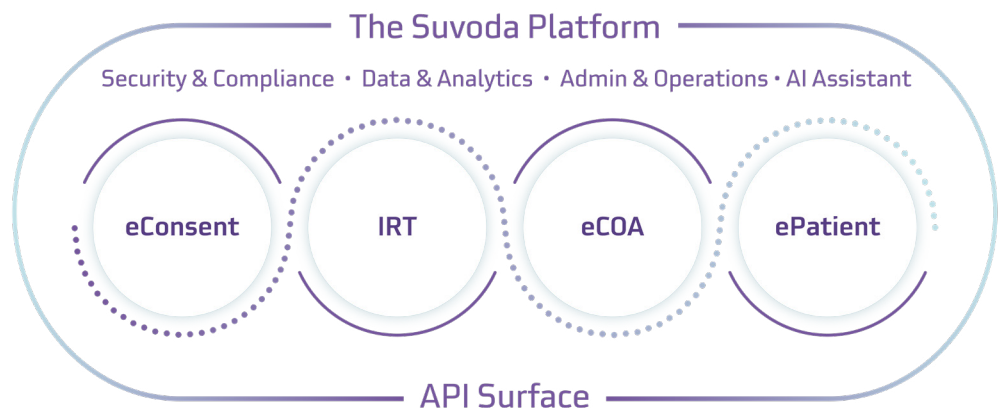 The Suvoda Platform
Security & Compliance • Data & Analytics • Admin & Operations • AI Assistant
eConsent IRT eCOA ePatient
API Surface